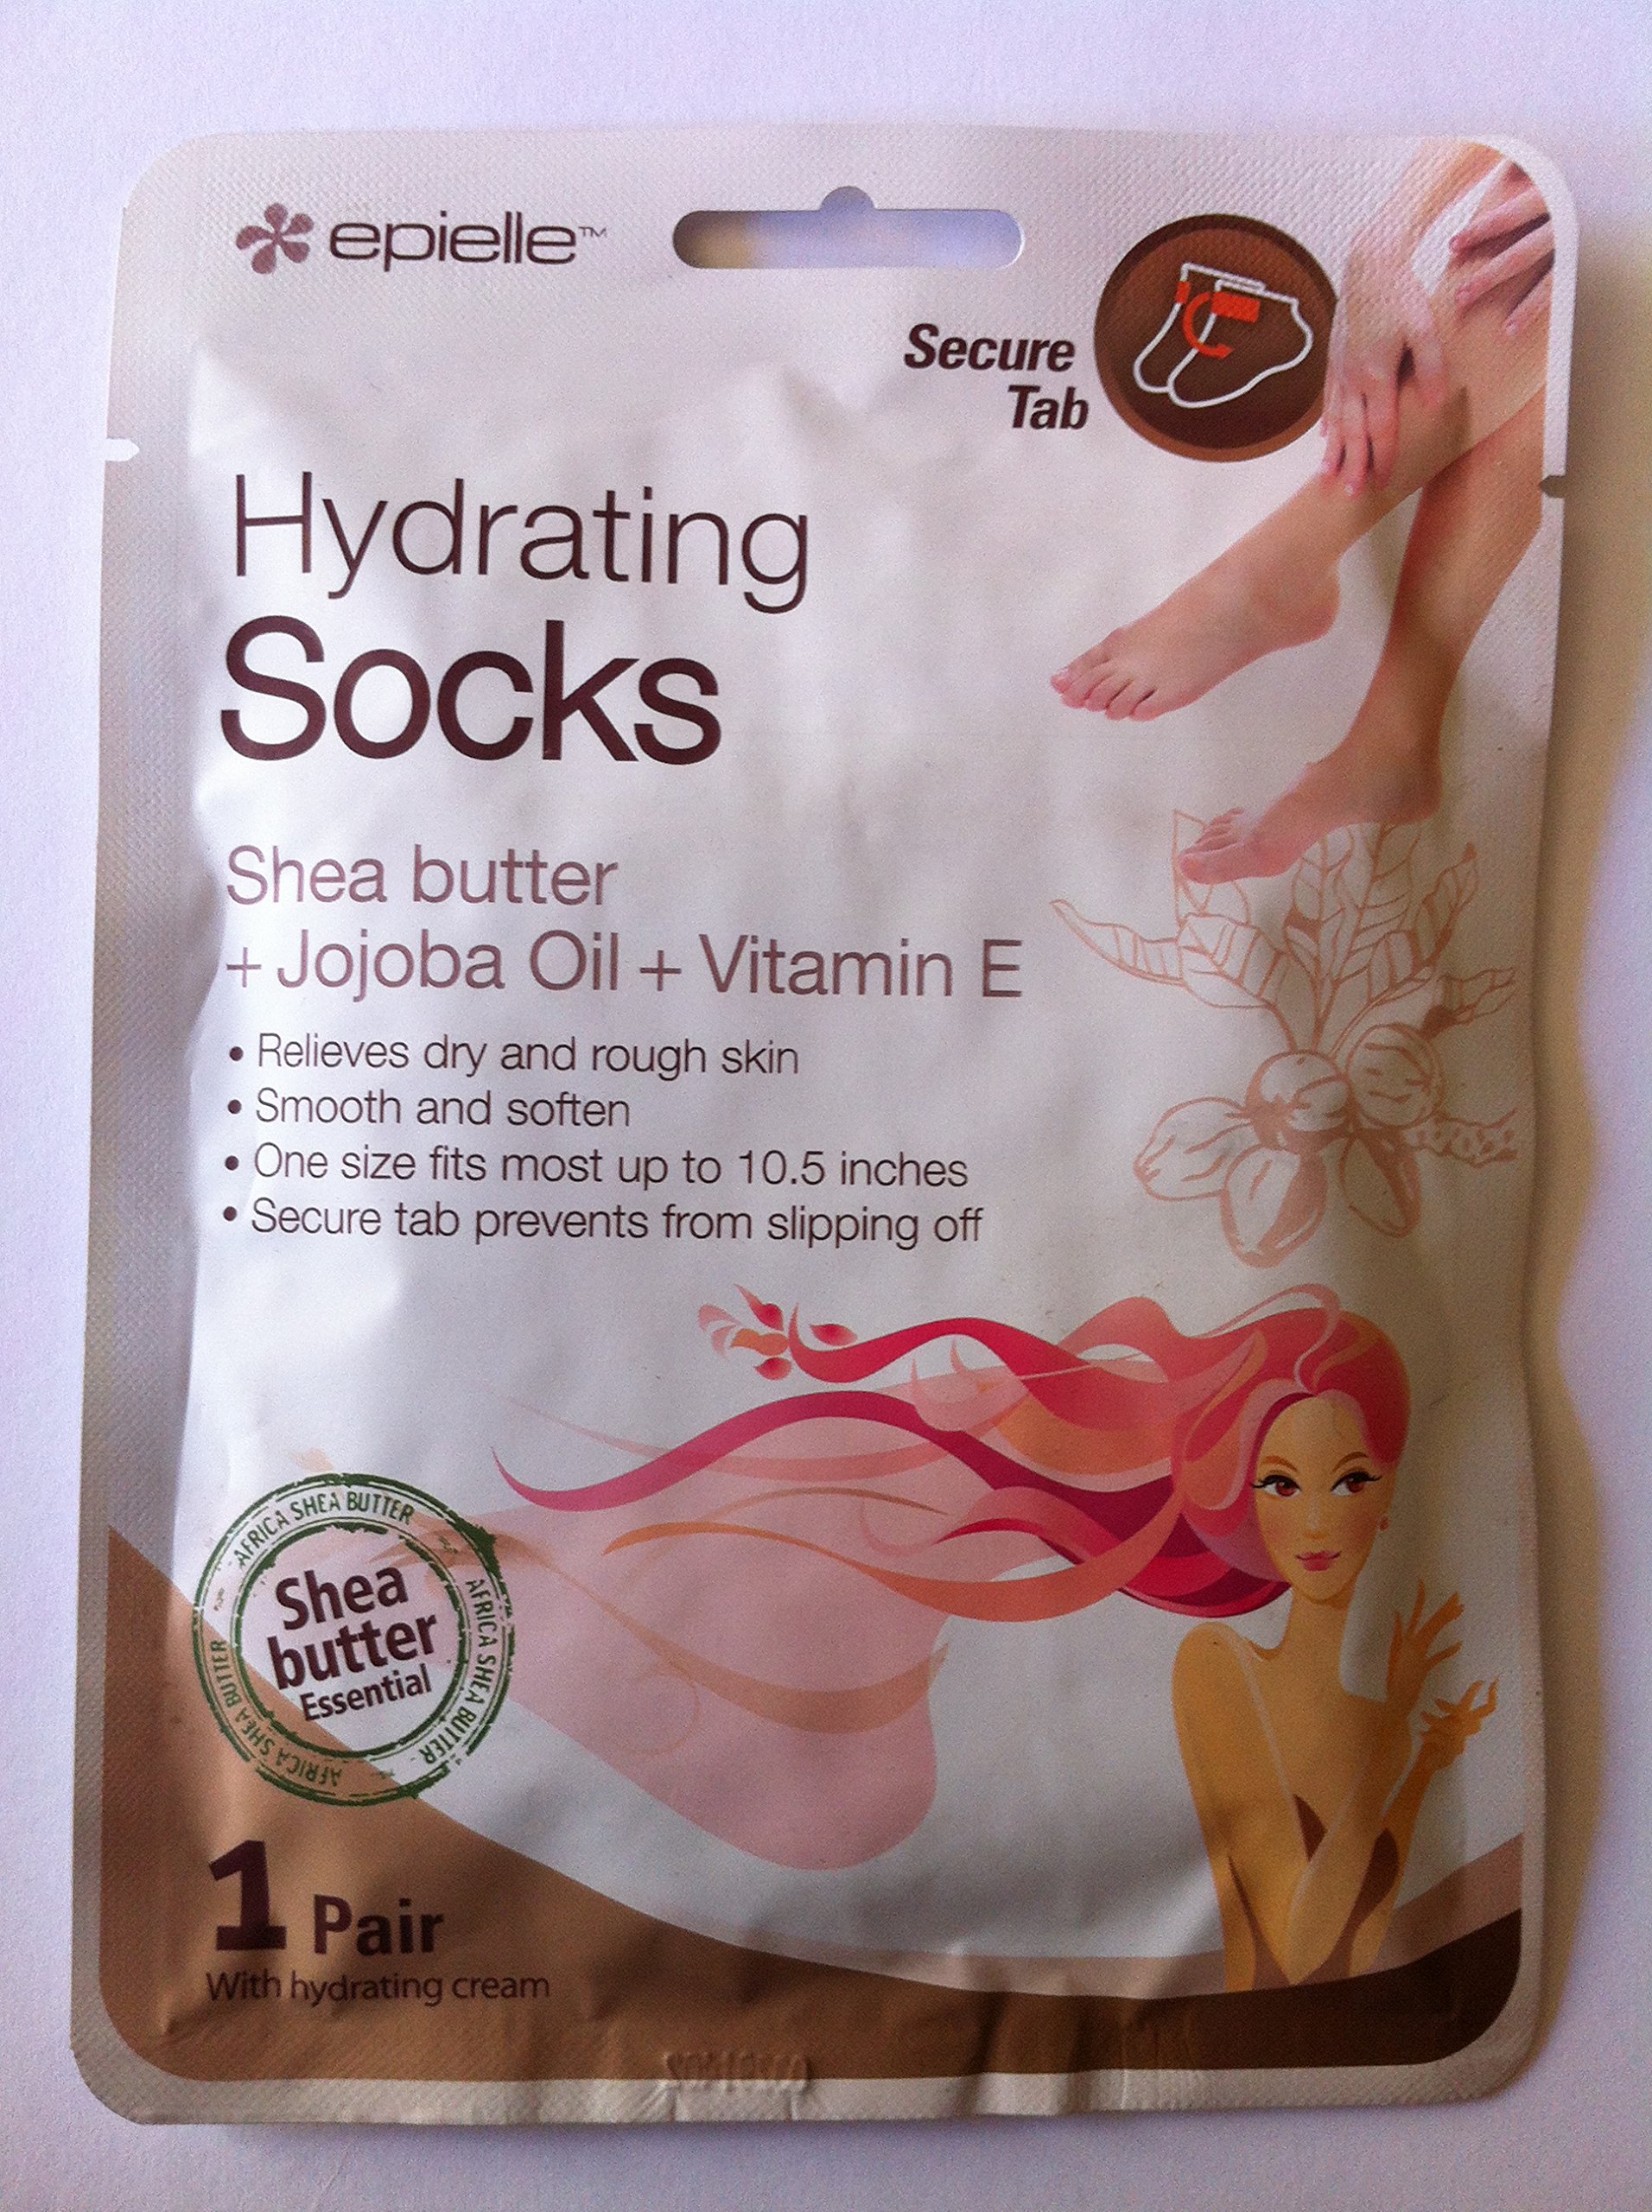 epielle™
Secure
Tab
Hydrating
Socks
Shea butter
+ Jojoba Oil + Vitamin E
• Relieves dry and rough skin
• Smooth and soften
• One size fits most up to 10.5 inches
• Secure tab prevents from slipping off
AFRICA SHEA BUTTER
AFRICA SHEA BUTTER
AFRICA SHEA BUTTER
Shea
butter
Essential
1 Pair
With hydrating cream